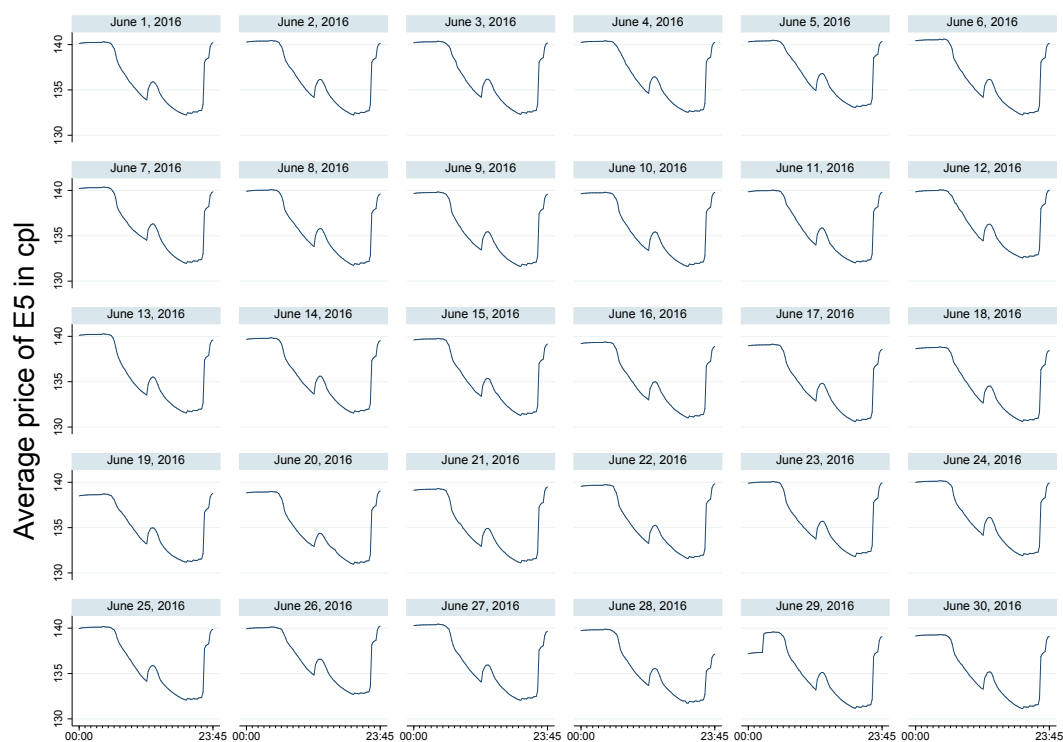 Average price of E5 in cpl
June 1, 2016 June 2, 2016 June 3, 2016 June 4, 2016 June 5, 2016 June 6, 2016
140
135
130
June 7, 2016 June 8, 2016 June 9, 2016 June 10, 2016 June 11, 2016 June 12, 2016
140
135
130
June 13, 2016 June 14, 2016 June 15, 2016 June 16, 2016 June 17, 2016 June 18, 2016
140
135
130
June 19, 2016 June 20, 2016 June 21, 2016 June 22, 2016 June 23, 2016 June 24, 2016
140
135
130
June 25, 2016 June 26, 2016 June 27, 2016 June 28, 2016 June 29, 2016 June 30, 2016
140
135
130
00:00 23:45 00:00 23:45 00:00 23:45 00:00 23:45 00:00 23:45 00:00 23:45